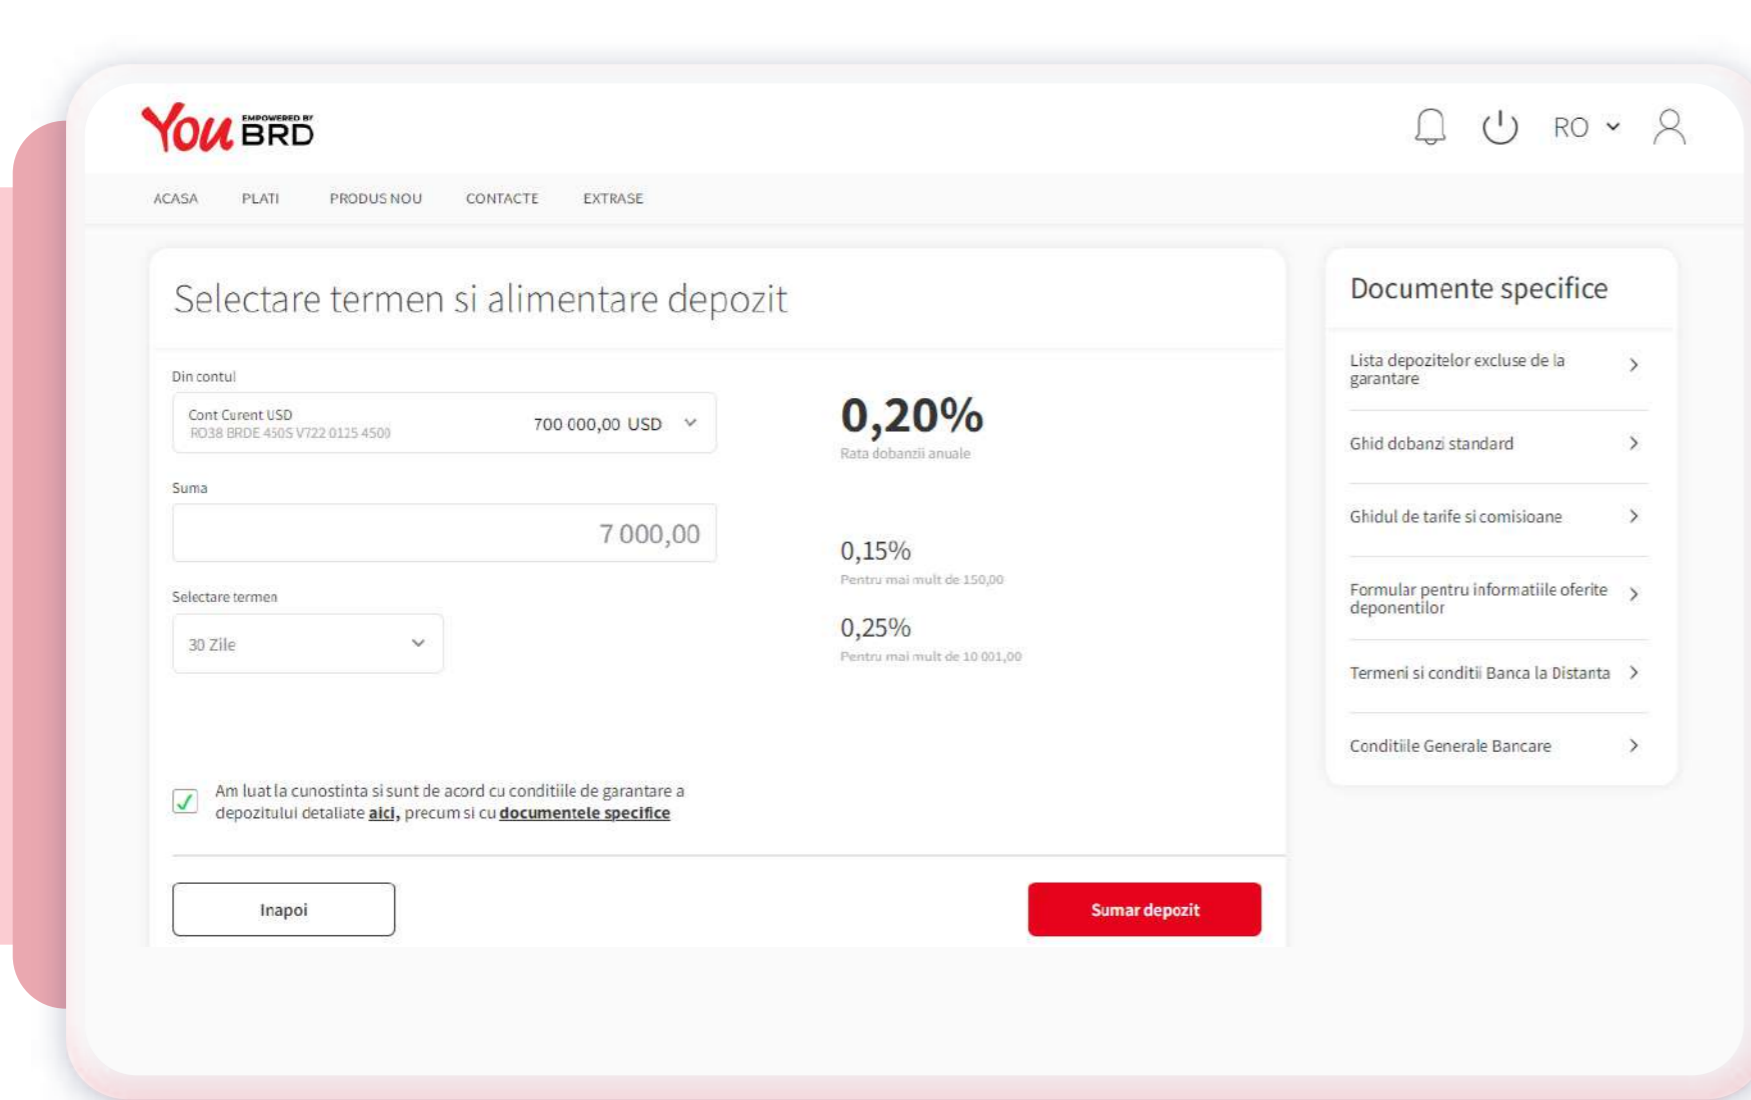 You EMPOWERED BY BRD
RO
ACASA PLATI PRODUS NOU CONTACTE EXTRASE
Selectare termen si alimentare depozit
Din contul
Cont Curent USD
RO38 BRDE 450S V722 0125 4500
700 000,00 USD
Suma
7 000,00
Selectare termen
30 Zile
0,20%
Rata dobanzii anuale
0,15%
Pentru mai mult de 150,00
0,25%
Pentru mai mult de 10 001,00
Am luat la cunostinta si sunt de acord cu conditiile de garantare a
depozitului detaliate aici, precum si cu documentele specifice
Inapoi
Sumar depozit
Documente specifice
Lista depozitelor excluse de la
garantare
Ghid dobanzi standard
Ghidul de tarife si comisioane
Formular pentru informatiile oferite
deponentilor
Termeni si conditii Banca la Distanta
Conditiile Generale Bancare